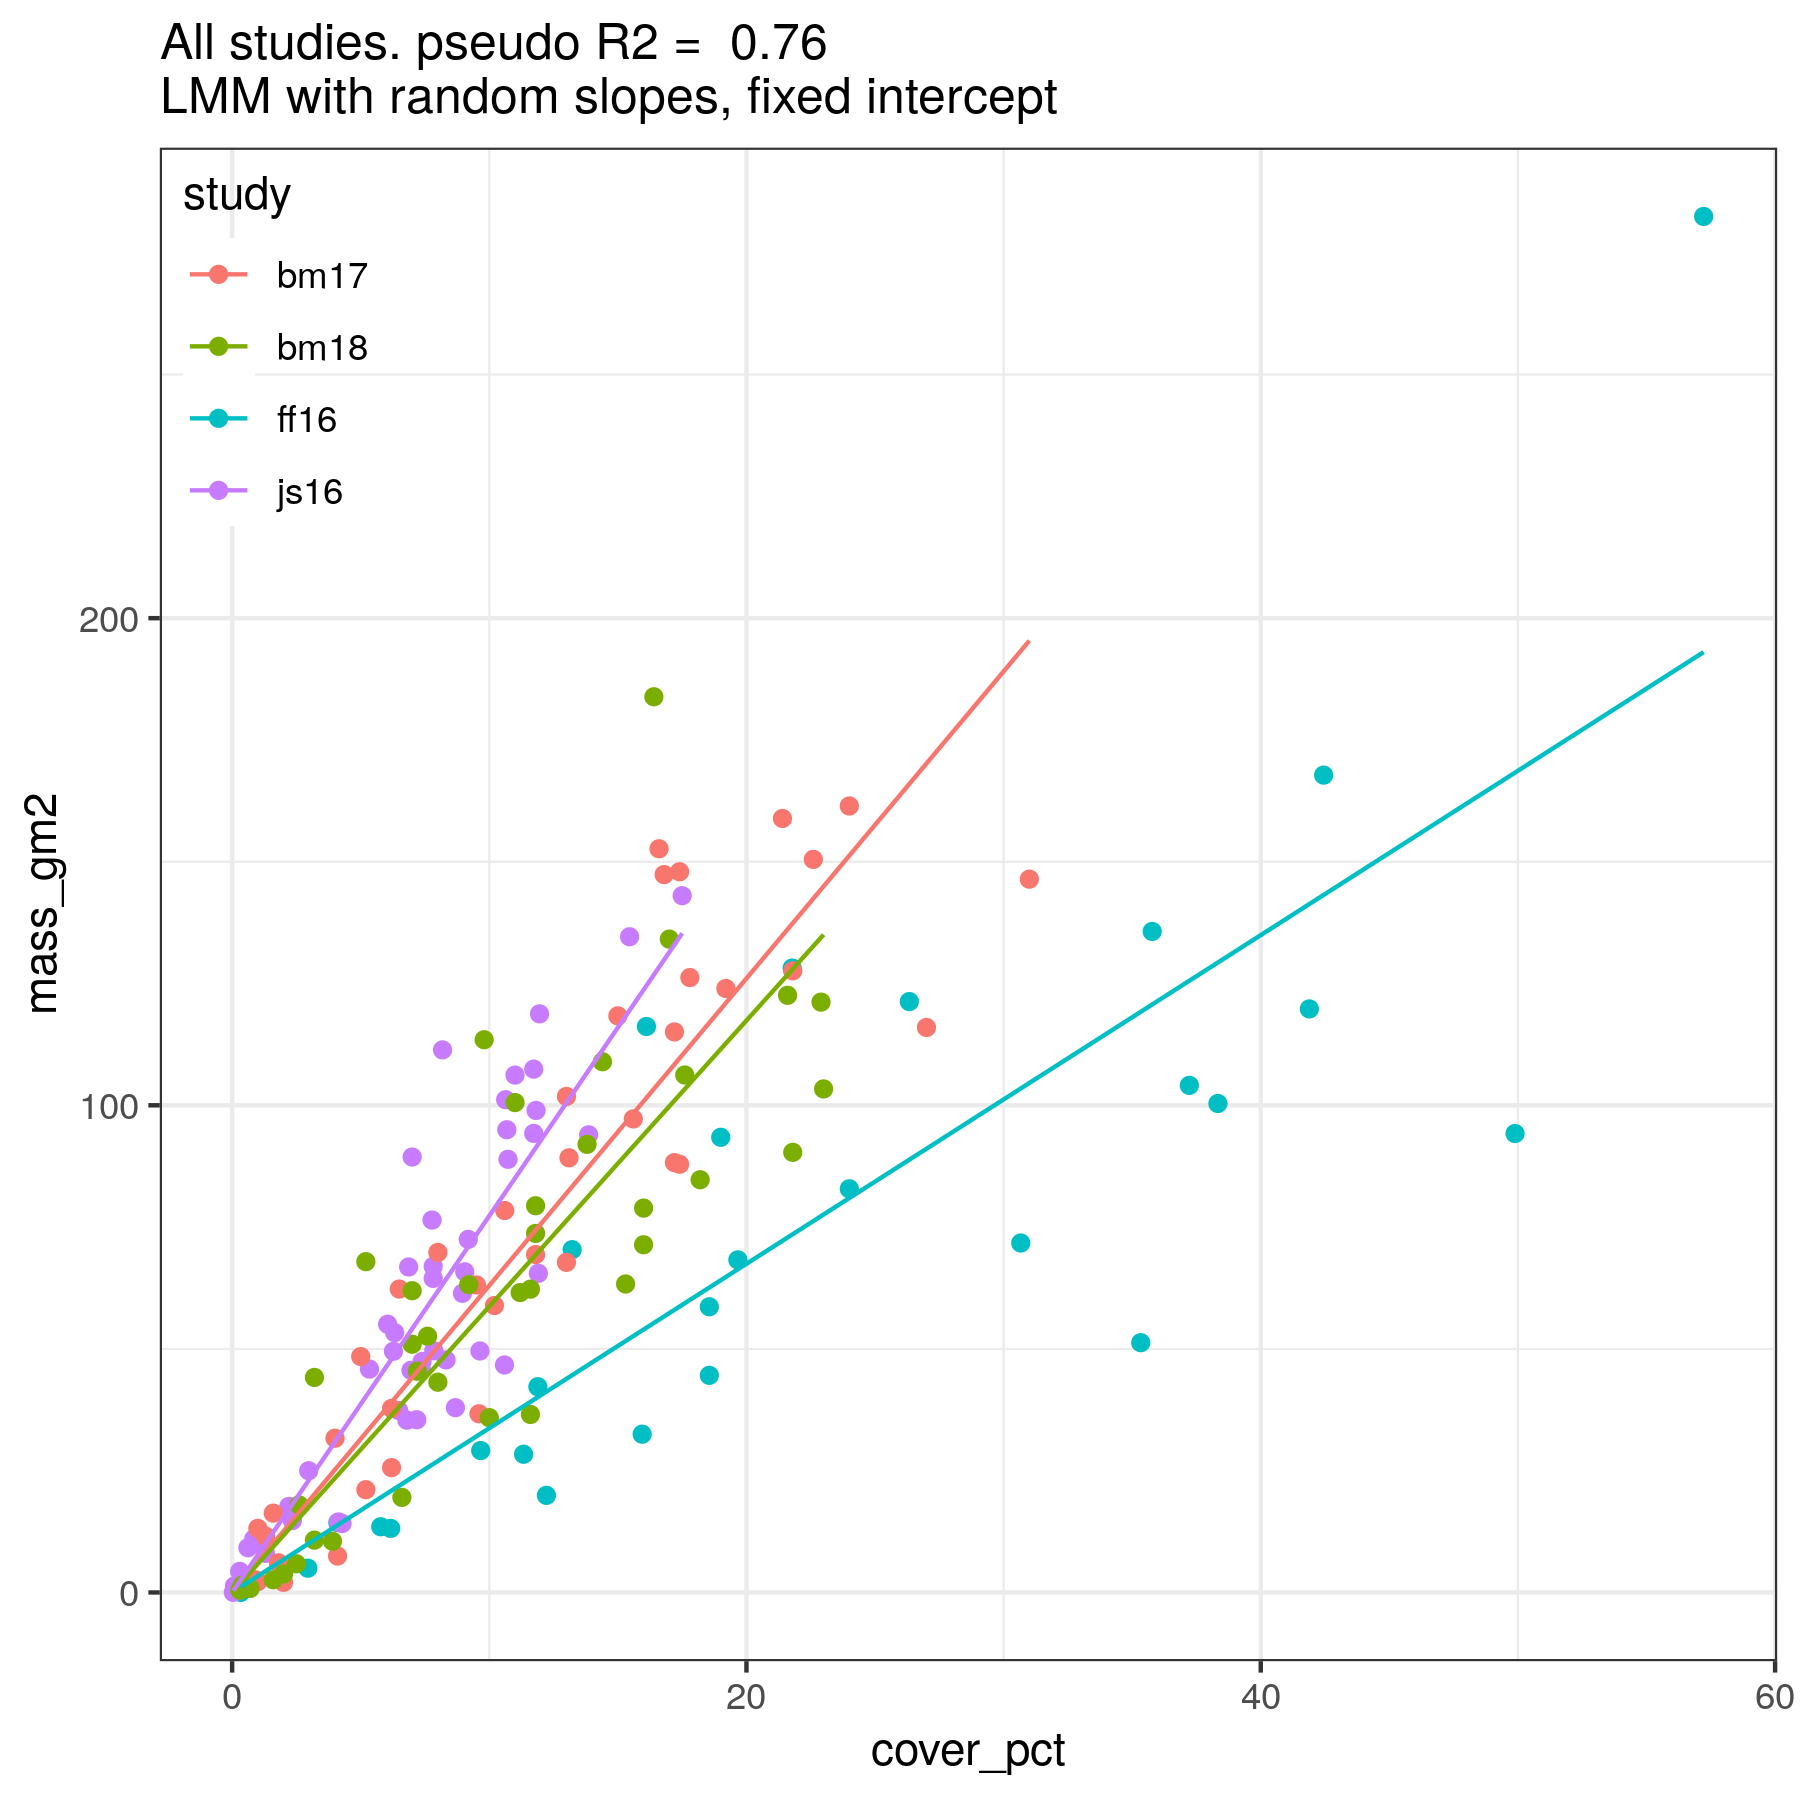 All studies. pseudo R2 =  0.76
LMM with random slopes, fixed intercept
study
bm17
bm18
ff16
js16
200
100
0
mass_gm2
0 20 40 60
cover_pct